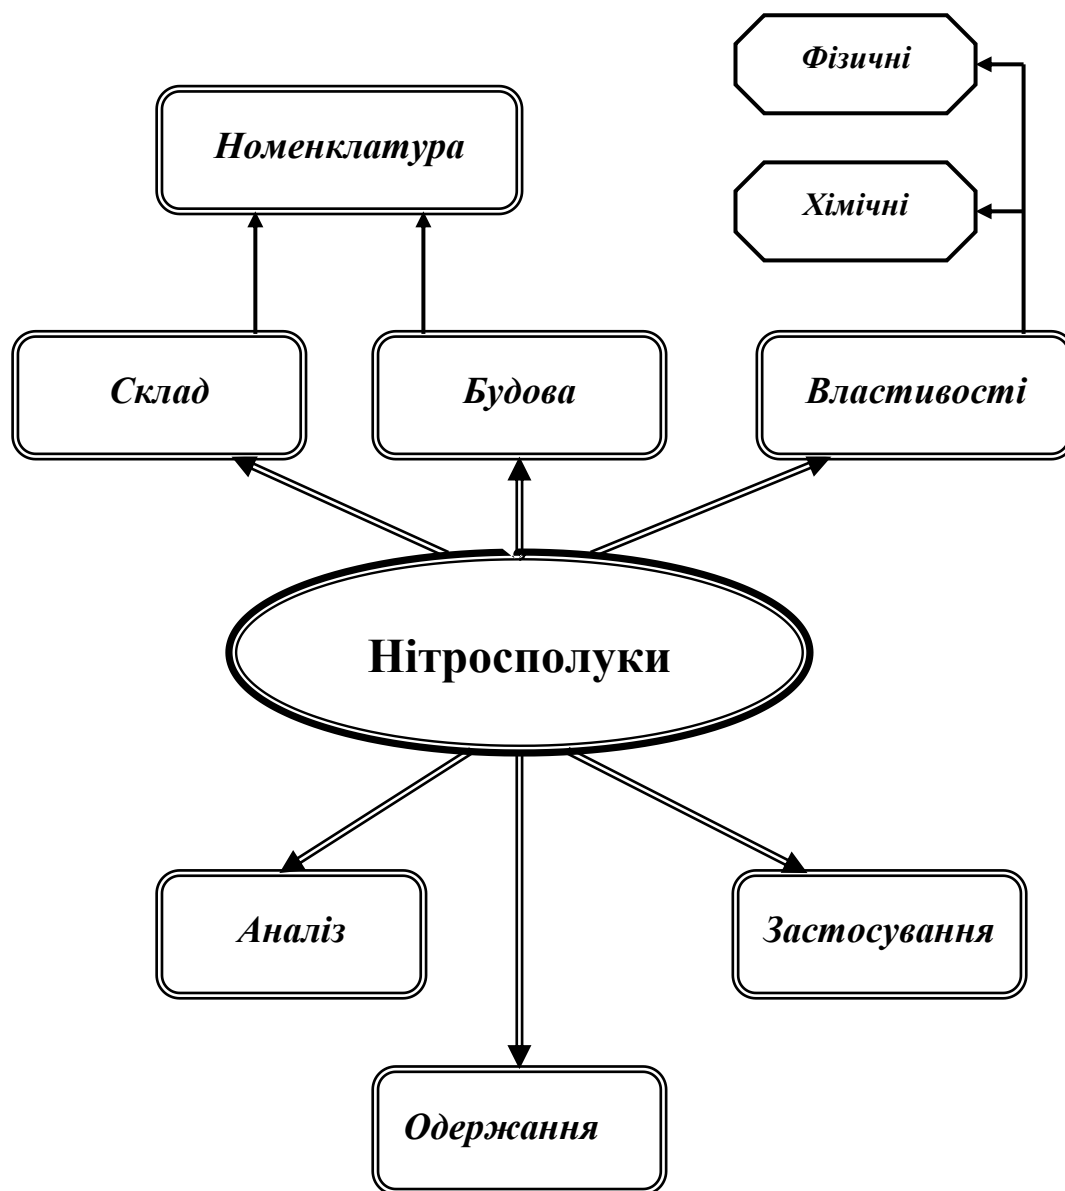 Фізичні
Номенклатура
Хімічні
Склад
Будова
Властивості
Нітросполуки
Аналіз
Застосування
Одержання